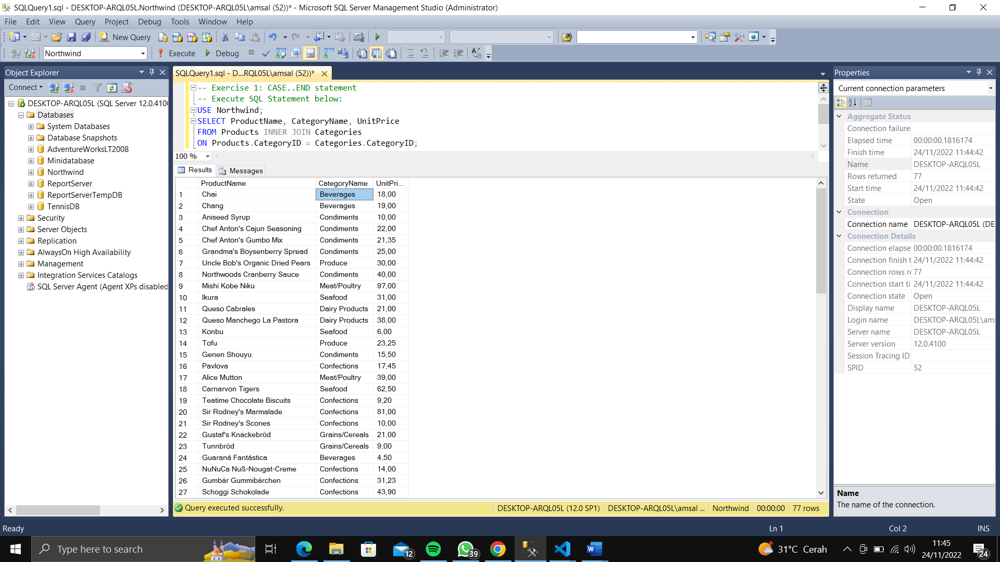 SQLQuery1.sql - DESKTOP-ARQL05L.Northwind (DESKTOP-ARQL05L\amsal (52))* - Microsoft SQL Server Management Studio (Administrator)
File Edit View Query Project Debug Tools Window Help
New Query
Northwind Execute Debug
Object Explorer
Connect
DESKTOP-ARQL05L (SQL Server 12.0.410
Databases
System Databases
Database Snapshots
AdventureWorksLT2008
Minidatabase
Northwind
ReportServer
ReportServerTempDB
TennisDB
Security
Server Objects
Replication
AlwaysOn High Availability
Management
Integration Services Catalogs
SQL Server Agent (Agent XPs disabled
SQLQuery1.sql - D...RQL05L\amsal (52))*
-- Exercise 1: CASE..END statement
-- Execute SQL Statement below:
USE Northwind;
SELECT ProductName, CategoryName, UnitPrice
FROM Products INNER JOIN Categories
ON Products.CategoryID = Categories.CategoryID;
100 %
Results Messages
ProductName CategoryName UnitPri...
1 Chai Beverages 18,00
2 Chang Beverages 19,00
3 Aniseed Syrup Condiments 10,00
4 Chef Anton's Cajun Seasoning Condiments 22,00
5 Chef Anton's Gumbo Mix Condiments 21,35
6 Grandma's Boysenberry Spread Condiments 25,00
7 Uncle Bob's Organic Dried Pears Produce 30,00
8 Northwoods Cranberry Sauce Condiments 40,00
9 Mishi Kobe Niku Meat/Poultry 97,00
10 Ikura Seafood 31,00
11 Queso Cabrales Dairy Products 21,00
12 Queso Manchego La Pastora Dairy Products 38,00
13 Konbu Seafood 6,00
14 Tofu Produce 23,25
15 Genen Shouyu Condiments 15,50
16 Pavlova Confections 17,45
17 Alice Mutton Meat/Poultry 39,00
18 Carnarvon Tigers Seafood 62,50
19 Teatime Chocolate Biscuits Confections 9,20
20 Sir Rodney's Marmalade Confections 81,00
21 Sir Rodney's Scones Confections 10,00
22 Gustaf's Knäckebröd Grains/Cereals 21,00
23 Tunnbröd Grains/Cereals 9,00
24 Guaraná Fantástica Beverages 4,50
25 NuNuCa Nuß-Nougat-Creme Confections 14,00
26 Gumbär Gummibärchen Confections 31,23
27 Schoggi Schokolade Confections 43,90
Query executed successfully. DESKTOP-ARQL05L (12.0 SP1) DESKTOP-ARQL05L\amsal ... Northwind 00:00:00 77 rows
Properties
Current connection parameters
Aggregate Status
Connection failure
Elapsed time 00:00:00.1816174
Finish time 24/11/2022 11:44:42
Name DESKTOP-ARQL05L
Rows returned 77
Start time 24/11/2022 11:44:42
State Open
Connection
Connection name DESKTOP-ARQL05L (DE
Connection Details
Connection elapse 00:00:00.1816174
Connection finish t 24/11/2022 11:44:42
Connection rows re 77
Connection start ti 24/11/2022 11:44:42
Connection state Open
Display name DESKTOP-ARQL05L
Login name DESKTOP-ARQL05L\ams
Server name DESKTOP-ARQL05L
Server version 12.0.4100
Session Tracing ID
SPID 52
Name
The name of the connection.
Ready Ln 1 Col 2 INS
Type here to search 12 39 31°C Cerah 11:45
24/11/2022 24